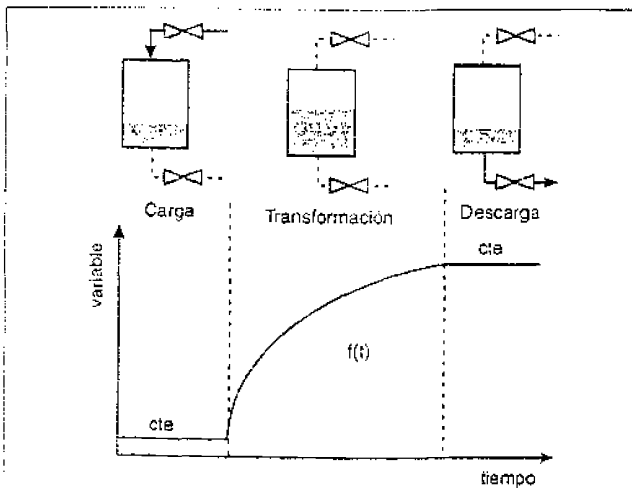 Carga
Transformación
Descarga
variable
cte
f(t)
cte
tiempo